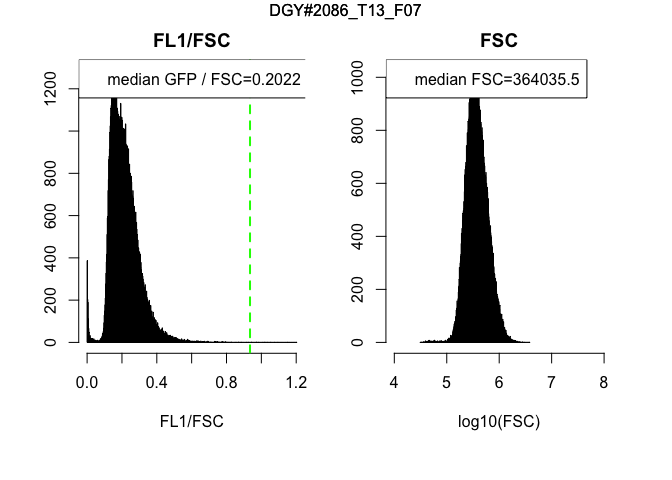 DGY#2086_T13_F07
FL1/FSC
FSC
median GFP / FSC=0.2022
median FSC=364035.5
0
200
400
600
800
1200
0
200
400
600
800
1000
0.0 0.4 0.8 1.2
4 5 6 7 8
FL1/FSC
log10(FSC)